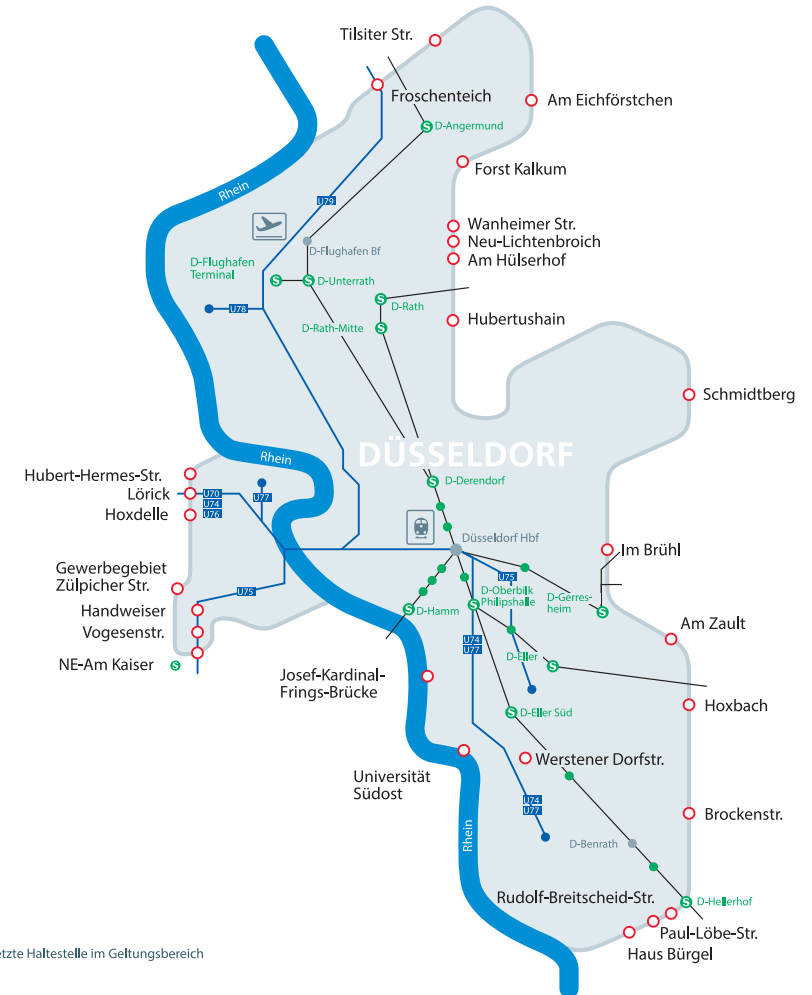 Tilsiter Str.
Froschenteich
Am Eichförstchen
D-Angermund
Forst Kalkum
Rhein
U79
Wanheimer Str.
Neu-Lichtenbroich
Am Hülserhof
D-Flughafen Bf
D-Flughafen
Terminal
S
S D-Unterrath
S D-Rath
U78
D-Rath-Mitte S
Hubertushain
Schmidtberg
DÜSSELDORF
Rhein
Hubert-Hermes-Str.
Lörick
Hoxdelle
U70
U74
U76
U77
S D-Derendorf
Düsseldorf Hbf
Im Brühl
Gewerbegebiet
Zülpicher Str.
U75
U75
D-Oberbilk
Philipshalle
S
D-Gerres-
heim
S
Handweiser
Vogesenstr.
S D-Hamm
Am Zault
NE-Am Kaiser S
U74
U77
D-Eller S
Josef-Kardinal-
Frings-Brücke
Hoxbach
S D-Eller Süd
Universität
Südost
Werstener Dorfstr.
U74
U77
Brockenstr.
Rhein
D-Benrath
Rudolf-Breitscheid-Str.
S D-Hellerhof
Paul-Löbe-Str.
Haus Bürgel
etzte Haltestelle im Geltungsbereich